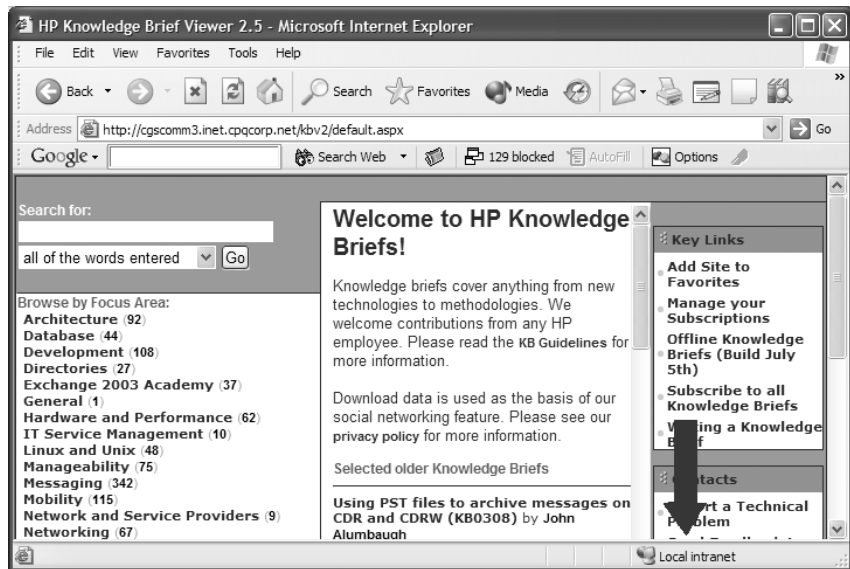 HP Knowledge Brief Viewer 2.5 - Microsoft Internet Explorer
File Edit View Favorites Tools Help
Back Search Favorites Media
Address http://cgscomm3.inet.cpqcorp.net/kbv2/default.aspx Go
Google Search Web 129 blocked AutoFill Options
Search for:
all of the words entered Go
Browse by Focus Area:
Architecture (92)
Database (44)
Development (108)
Directories (27)
Exchange 2003 Academy (37)
General (1)
Hardware and Performance (62)
IT Service Management (10)
Linux and Unix (48)
Manageability (75)
Messaging (342)
Mobility (115)
Network and Service Providers (9)
Networking (67)
Welcome to HP Knowledge
Briefs!
Knowledge briefs cover anything from new
technologies to methodologies. We
welcome contributions from any HP
employee. Please read the KB Guidelines for
more information.
Download data is used as the basis of our
social networking feature. Please see our
privacy policy for more information.
Selected older Knowledge Briefs
Using PST files to archive messages on
CDR and CDRW (KB0308) by John
Alumbaugh
Key Links
Add Site to
Favorites
Manage your
Subscriptions
Offline Knowledge
Briefs (Build July
5th)
Subscribe to all
Knowledge Briefs
a Knowledge
a Technical
Local intranet